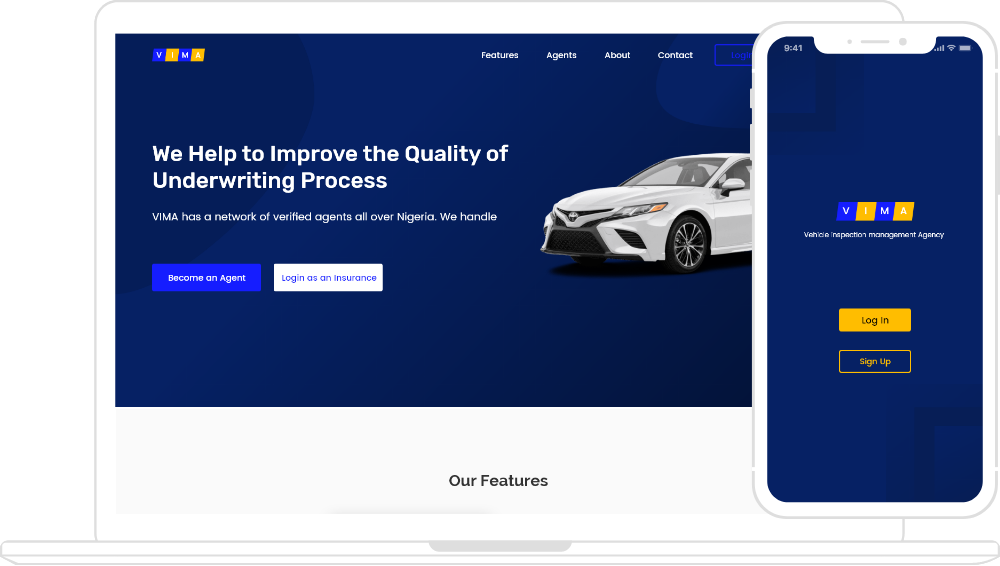 VIMA
Features Agents About Contact
We Help to Improve the Quality of
Underwriting Process
VIMA has a network of verified agents all over Nigeria. We handle
Become an Agent
Login as an Insurance
Our Features
9:41
VIMA
Vehicle Inspection management Agency
Log In
Sign Up